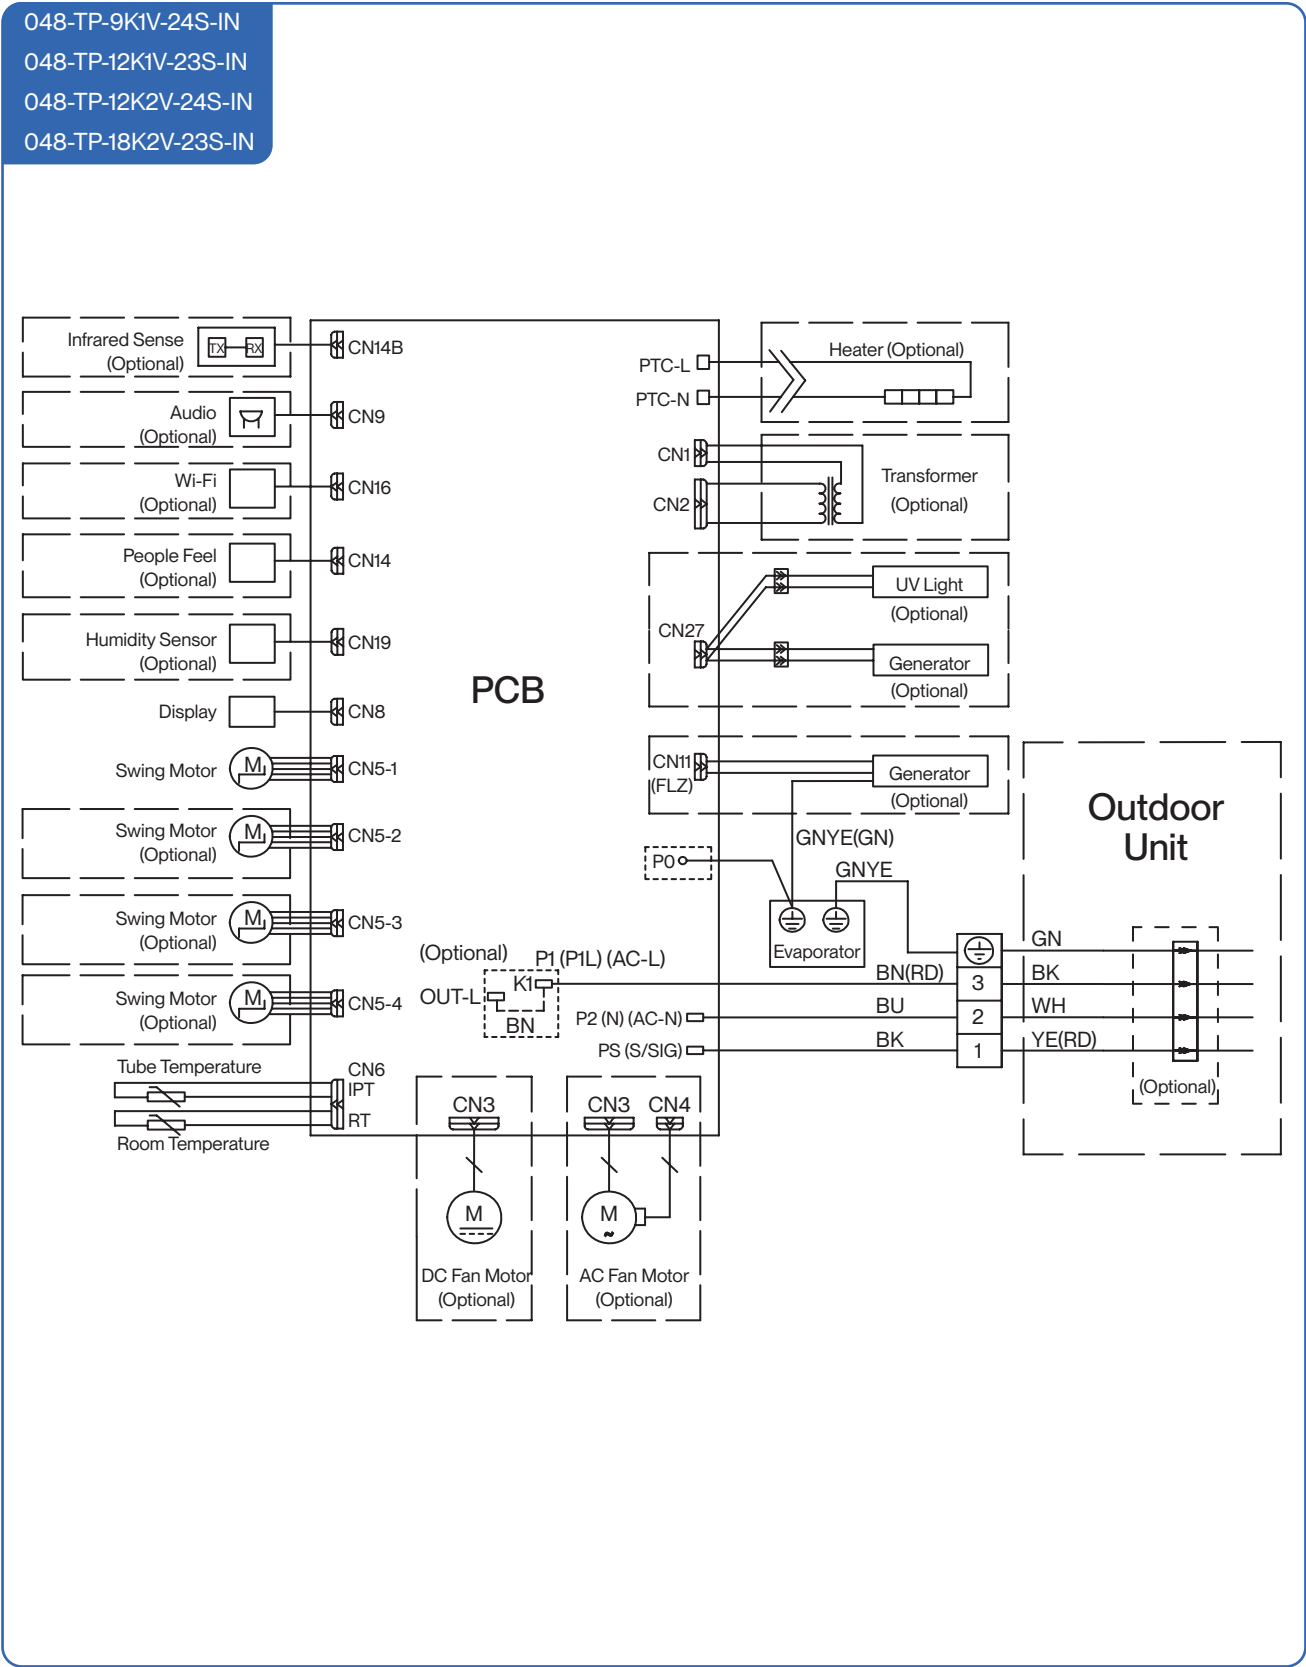 048-TP-9K1V-24S-IN
048-TP-12K1V-23S-IN
048-TP-12K2V-24S-IN
048-TP-18K2V-23S-IN
Infrared Sense
(Optional)
TX
RX
CN14B
Audio
(Optional)
CN9
Wi-Fi
(Optional)
CN16
People Feel
(Optional)
CN14
Humidity Sensor
(Optional)
CN19
Display
CN8
Swing Motor
M
CN5-1
Swing Motor
(Optional)
M
CN5-2
Swing Motor
(Optional)
M
CN5-3
Swing Motor
(Optional)
M
CN5-4
Tube Temperature
CN6
IPT
RT
Room Temperature
PCB
PTC-L
PTC-N
Heater (Optional)
CN1
CN2
Transformer
(Optional)
CN27
UV Light
(Optional)
Generator
(Optional)
CN11
(FLZ)
Generator
(Optional)
GNYE(GN)
P0
GNYE
Evaporator
(Optional)
P1 (P1L) (AC-L)
K1
OUT-L
BN
P2 (N) (AC-N)
PS (S/SIG)
BN(RD)
BU
BK
3
2
1
Outdoor
Unit
GN
BK
WH
YE(RD)
(Optional)
CN3
M
DC Fan Motor
(Optional)
CN3
CN4
M
~
AC Fan Motor
(Optional)